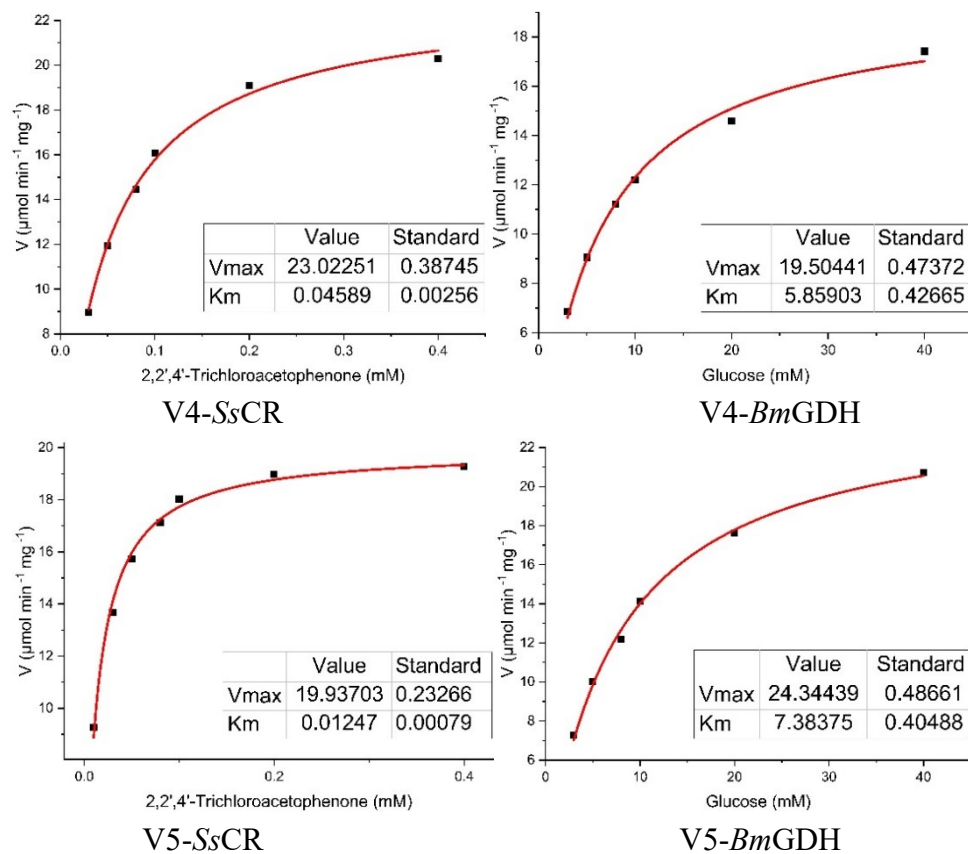 V (μmol min⁻¹ mg⁻¹)
22
20
18
16
14
12
10
8
0.0 0.1 0.2 0.3 0.4
2,2',4'-Trichloroacetophenone (mM)
Value Standard
Vmax 23.02251 0.38745
Km 0.04589 0.00256
V4-SsCR
V (μmol min⁻¹ mg⁻¹)
18
16
14
12
10
8
6
0 10 20 30 40
Glucose (mM)
Value Standard
Vmax 19.50441 0.47372
Km 5.85903 0.42665
V4-BmGDH
V (μmol min⁻¹ mg⁻¹)
20
18
16
14
12
10
0.0 0.2 0.4
2,2',4'-Trichloroacetophenone (mM)
Value Standard
Vmax 19.93703 0.23266
Km 0.01247 0.00079
V5-SsCR
V (μmol min⁻¹ mg⁻¹)
22
20
18
16
14
12
10
8
6
0 10 20 30 40
Glucose (mM)
Value Standard
Vmax 24.34439 0.48661
Km 7.38375 0.40488
V5-BmGDH